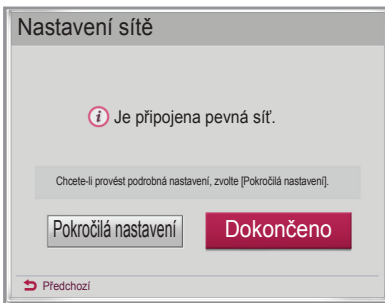 Nastavení sítě
Je připojena pevná síť.
Chcete-li provést podrobná nastavení, zvolte [Pokročilá nastavení].
Pokročilá nastavení
Dokončeno
Předchozí